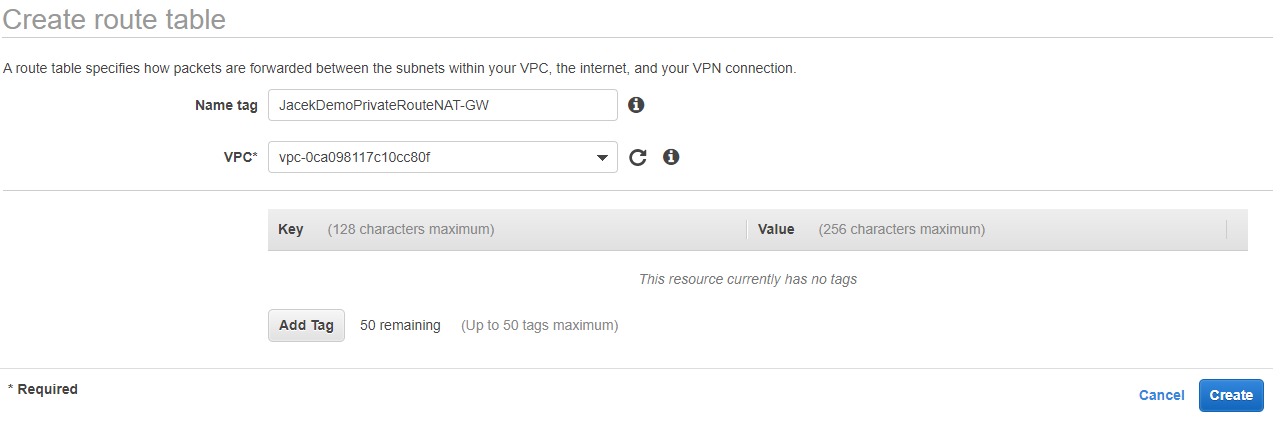 Create route table
A route table specifies how packets are forwarded between the subnets within your VPC, the internet, and your VPN connection.
Name tag JacekDemoPrivateRouteNAT-GW
VPC* vpc-0ca098117c10cc80f
Key (128 characters maximum) Value (256 characters maximum)
This resource currently has no tags
Add Tag 50 remaining (Up to 50 tags maximum)
* Required
Cancel Create